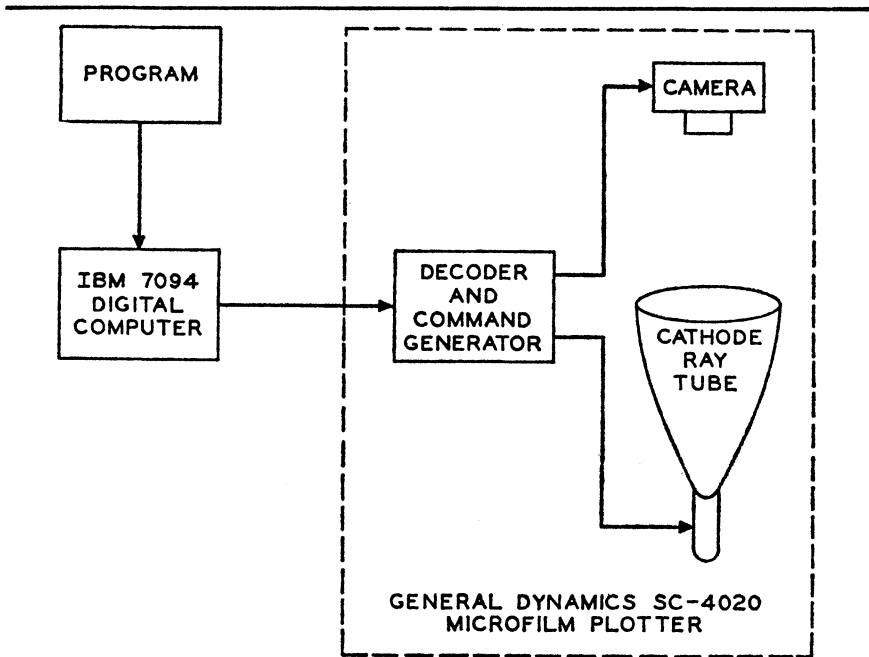 PROGRAM
IBM 7094
DIGITAL
COMPUTER
DECODER
AND
COMMAND
GENERATOR
CAMERA
CATHODE
RAY
TUBE
GENERAL DYNAMICS SC-4020
MICROFILM PLOTTER